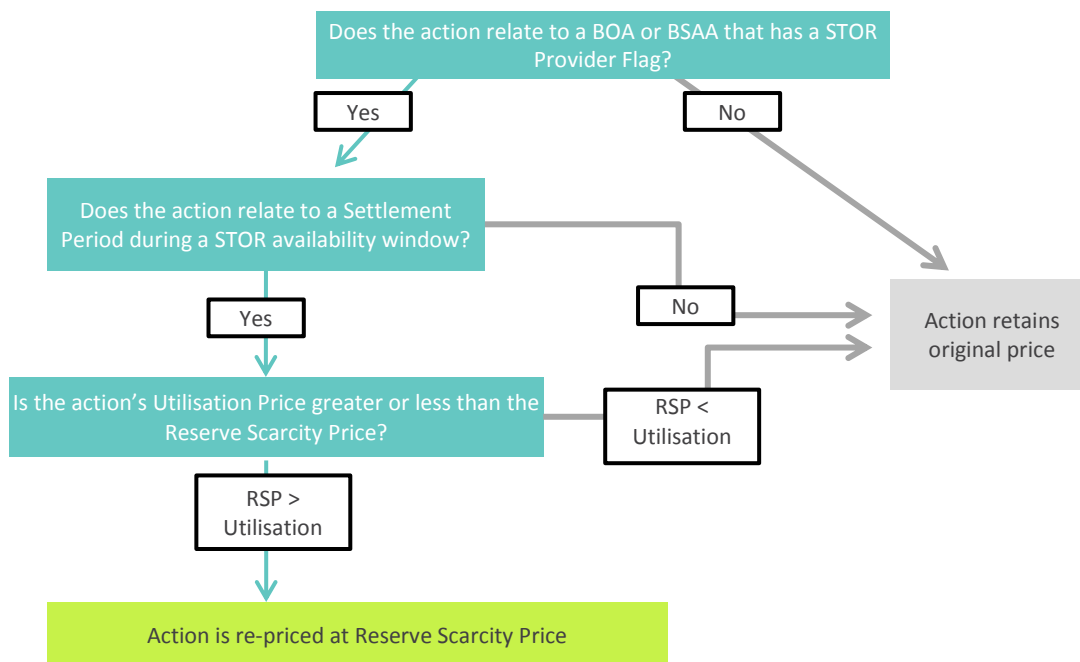 Does the action relate to a BOA or BSAA that has a STOR
Provider Flag?
Yes
No
Does the action relate to a Settlement
Period during a STOR availability window?
Yes
No
Action retains
original price
Is the action’s Utilisation Price greater or less than the
Reserve Scarcity Price?
RSP <
Utilisation
RSP >
Utilisation
Action is re-priced at Reserve Scarcity Price